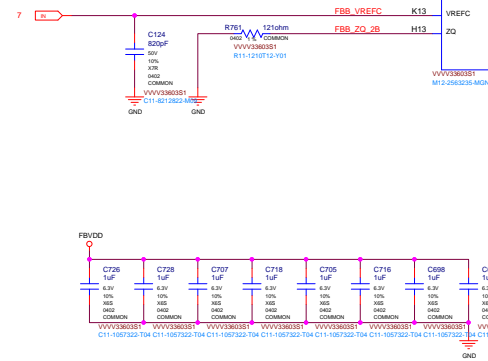 7 IN FBB_VREFC K13 VREFC
R761 121ohm FBB_ZQ_2B H13 ZQ
0402 1% COMMON
VVVV33603S1
R11-1210T12-Y01
C124
820pF
50V
10%
X7R
0402
COMMON
VVVV33603S1
GND GND
VVVV33603S1
M12-2563235-MGN
FBVDD
C726 C728 C707 C718 C705 C716 C698
1uF 1uF 1uF 1uF 1uF 1uF 1uF
6.3V 6.3V 6.3V 6.3V 6.3V 6.3V 6.3V
10% 10% 10% 10% 10% 10% 10%
X6S X6S X6S X6S X6S X6S X6S
0402 0402 0402 0402 0402 0402 0402
COMMON COMMON COMMON COMMON COMMON COMMON COMMON
VVVV33603S1 VVVV33603S1 VVVV33603S1 VVVV33603S1 VVVV33603S1 VVVV33603S1 VVVV33603S1
C11-1057322-T04 C11-1057322-T04 C11-1057322-T04 C11-1057322-T04 C11-1057322-T04 C11-1057322-T04 C11-1057322-T04
GND